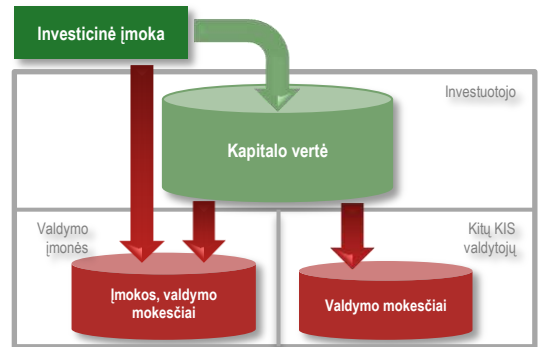 Investicinė įmoka
Investuotojo
Kapitalo vertė
Valdymo
įmonės
Kitų KIS
valdytojų
Įmokos, valdymo
mokesčiai
Valdymo mokesčiai